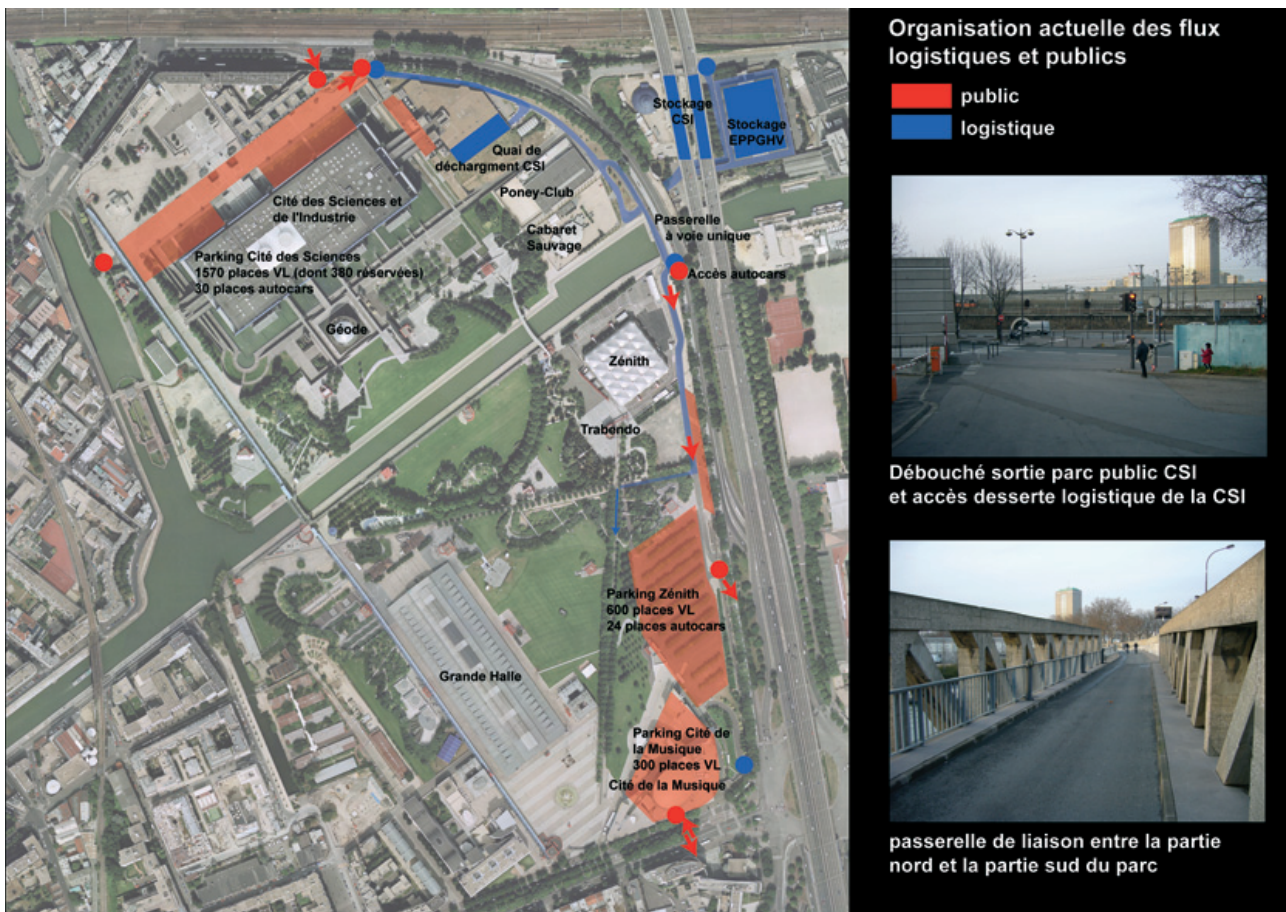 Organisation actuelle des flux
logistiques et publics
public
logistique
Stockage
CSI
Stockage
EPPGHV
Quai de
déchargment CSI
Poney-Club
Cité des Sciences et
de l'Industrie
Cabaret
Sauvage
Passerelle
à voie unique
Parking Cité des Sciences
1570 places VL (dont 380 réservées)
30 places autocars
Accès autocars
Géode
Zénith
Trabendo
Parking Zénith
600 places VL
24 places autocars
Grande Halle
Parking Cité de
la Musique
300 places VL
Cité de la Musique
Débouché sortie parc public CSI
et accès desserte logistique de la CSI
passerelle de liaison entre la partie
nord et la partie sud du parc